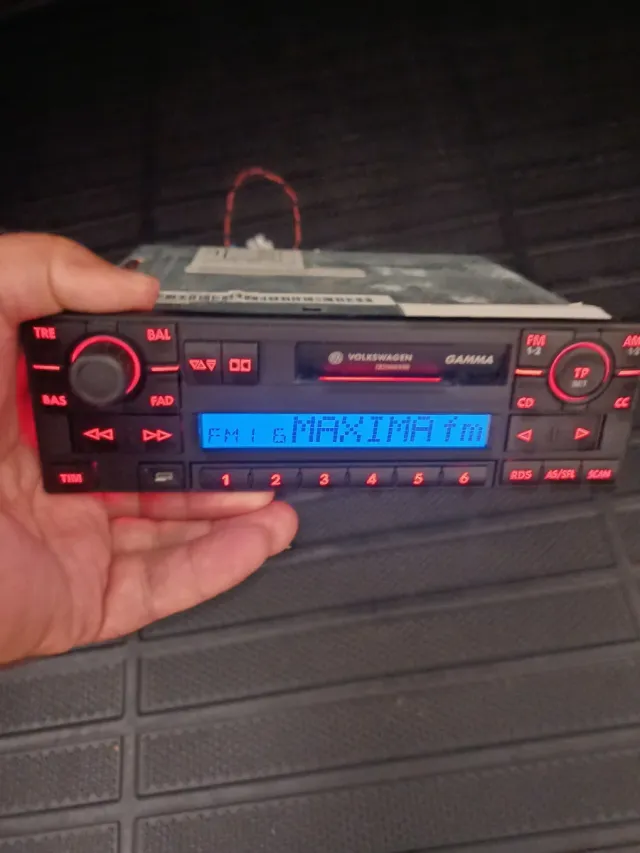 TRE
BAL
VOLKSWAGEN
GAMMA
FM
1-2
AM
TP
BAS
FAD
CD
CC
FM1 6 MAXIMA fm
TIM
1 2 3 4 5 6
RDS AS/SEL SCAN